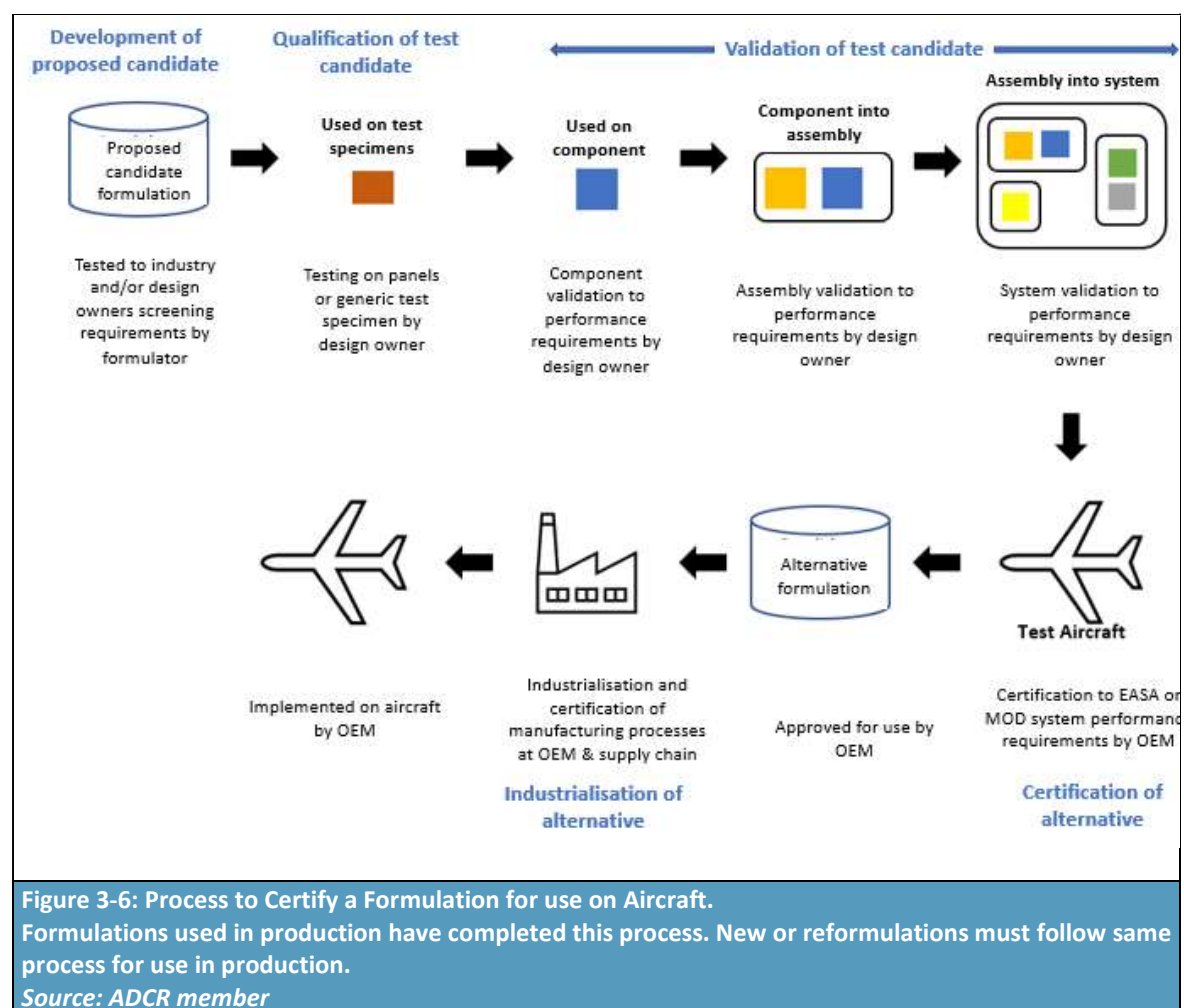 Development of
proposed candidate
Qualification of test
candidate
Validation of test candidate
Proposed
candidate
formulation
Used on test
specimens
Used on
component
Component into
assembly
Assembly into system
Tested to industry
and/or design
owners screening
requirements by
formulator
Testing on panels
or generic test
specimen by
design owner
Component
validation to
performance
requirements by
design owner
Assembly validation to
performance
requirements by design
owner
System validation to
performance
requirements by design
owner
Test Aircraft
Alternative
formulation
Certification to EASA or
MOD system performanc
requirements by OEM
Approved for use by
OEM
Industrialisation and
certification of
manufacturing processes
at OEM & supply chain
Implemented on aircraft
by OEM
Industrialisation of
alternative
Certification of
alternative
Figure 3-6: Process to Certify a Formulation for use on Aircraft.
Formulations used in production have completed this process. New or reformulations must follow same
process for use in production.
Source: ADCR member